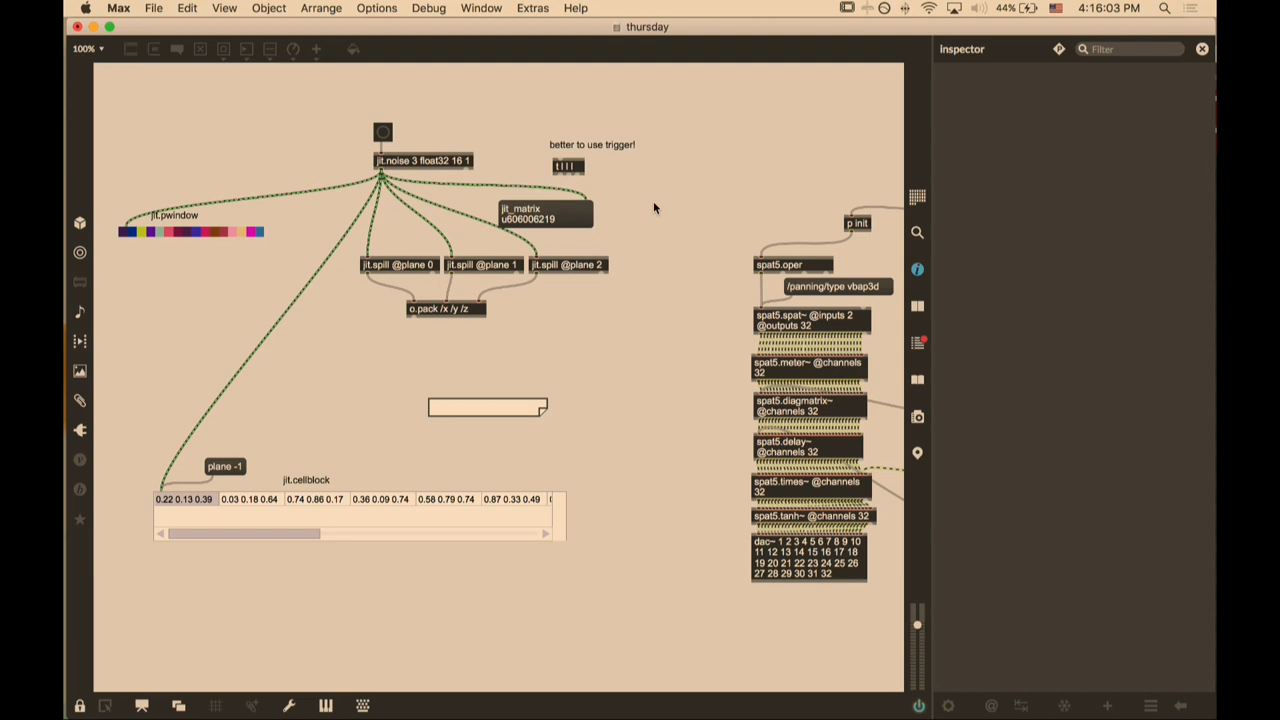 Max File Edit View Object Arrange Options Debug Window Extras Help
44% 4:16:03 PM
thursday
100%
Inspector
Filter
better to use trigger!
jit.noise 3 float32 16 1
t l l l
jit.pwindow
jit_matrix
u606006219
p init
jit.spill @plane 0 jit.spill @plane 1 jit.spill @plane 2
spat5.oper
/panning/type vbap3d
o.pack /x /y /z
spat5.spat~ @inputs 2
@outputs 32
spat5.meter~ @channels
32
spat5.diagmatrix~
@channels 32
spat5.delay~
@channels 32
plane -1
jit.cellblock
spat5.times~ @channels
32
0.22 0.13 0.39 0.03 0.18 0.64 0.74 0.86 0.17 0.36 0.09 0.74 0.58 0.79 0.74 0.87 0.33 0.49
spat5.tanh~ @channels 32
dac~ 1 2 3 4 5 6 7 8 9 10
11 12 13 14 15 16 17 18
19 20 21 22 23 24 25 26
27 28 29 30 31 32